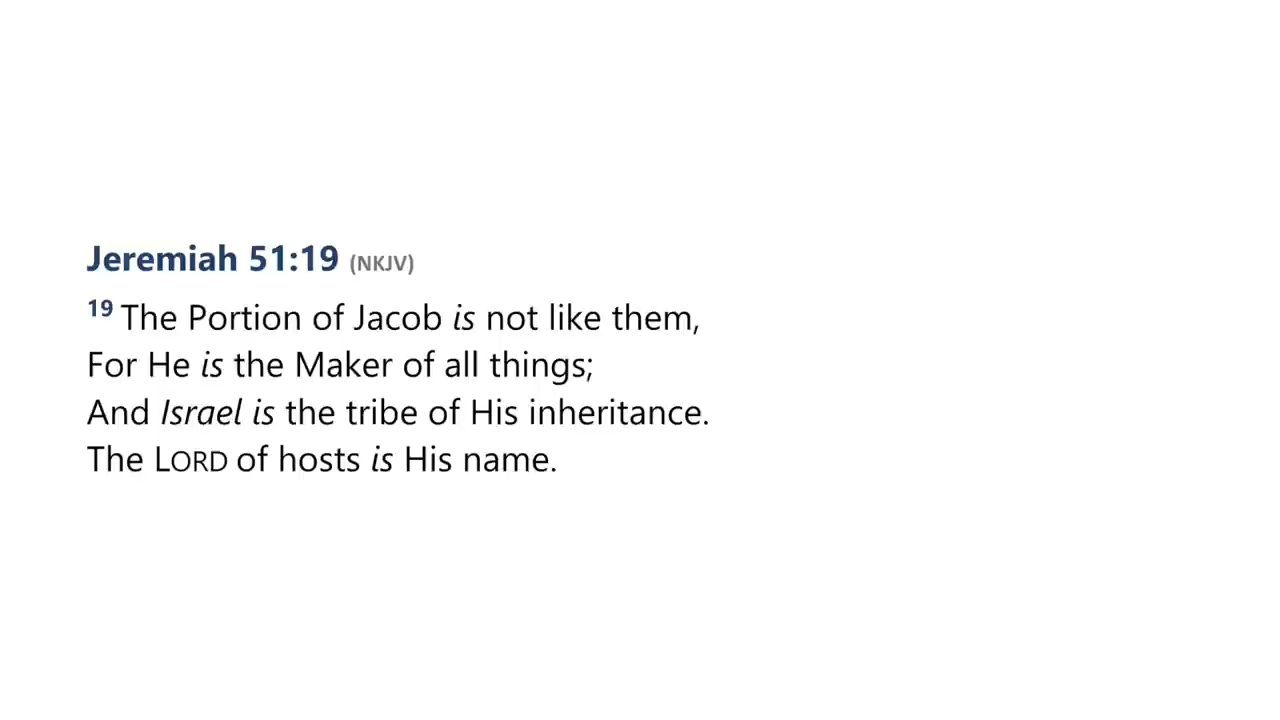 Jeremiah 51:19 (NKJV)
19 The Portion of Jacob is not like them,
For He is the Maker of all things;
And Israel is the tribe of His inheritance.
The LORD of hosts is His name.